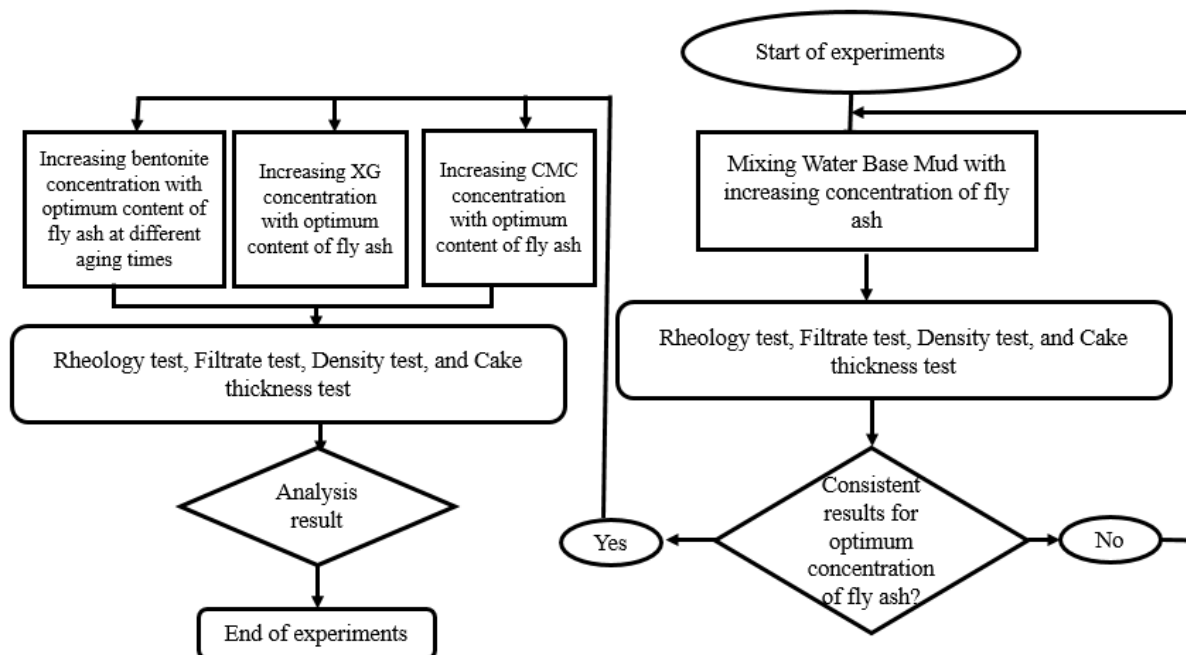 Start of experiments
Mixing Water Base Mud with
increasing concentration of fly
ash
Rheology test, Filtrate test, Density test, and Cake
thickness test
Consistent
results for
optimum
concentration
of fly ash?
No
Yes
Increasing bentonite
concentration with
optimum content of
fly ash at different
aging times
Increasing XG
concentration
with optimum
content of fly ash
Increasing CMC
concentration
with optimum
content of fly ash
Rheology test, Filtrate test, Density test, and Cake
thickness test
Analysis
result
End of experiments